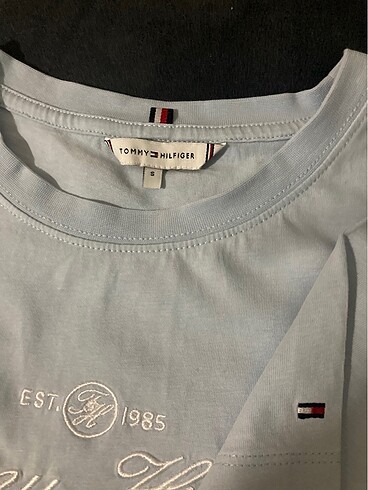 TOMMY HILFIGER
S
EST. TH 1985